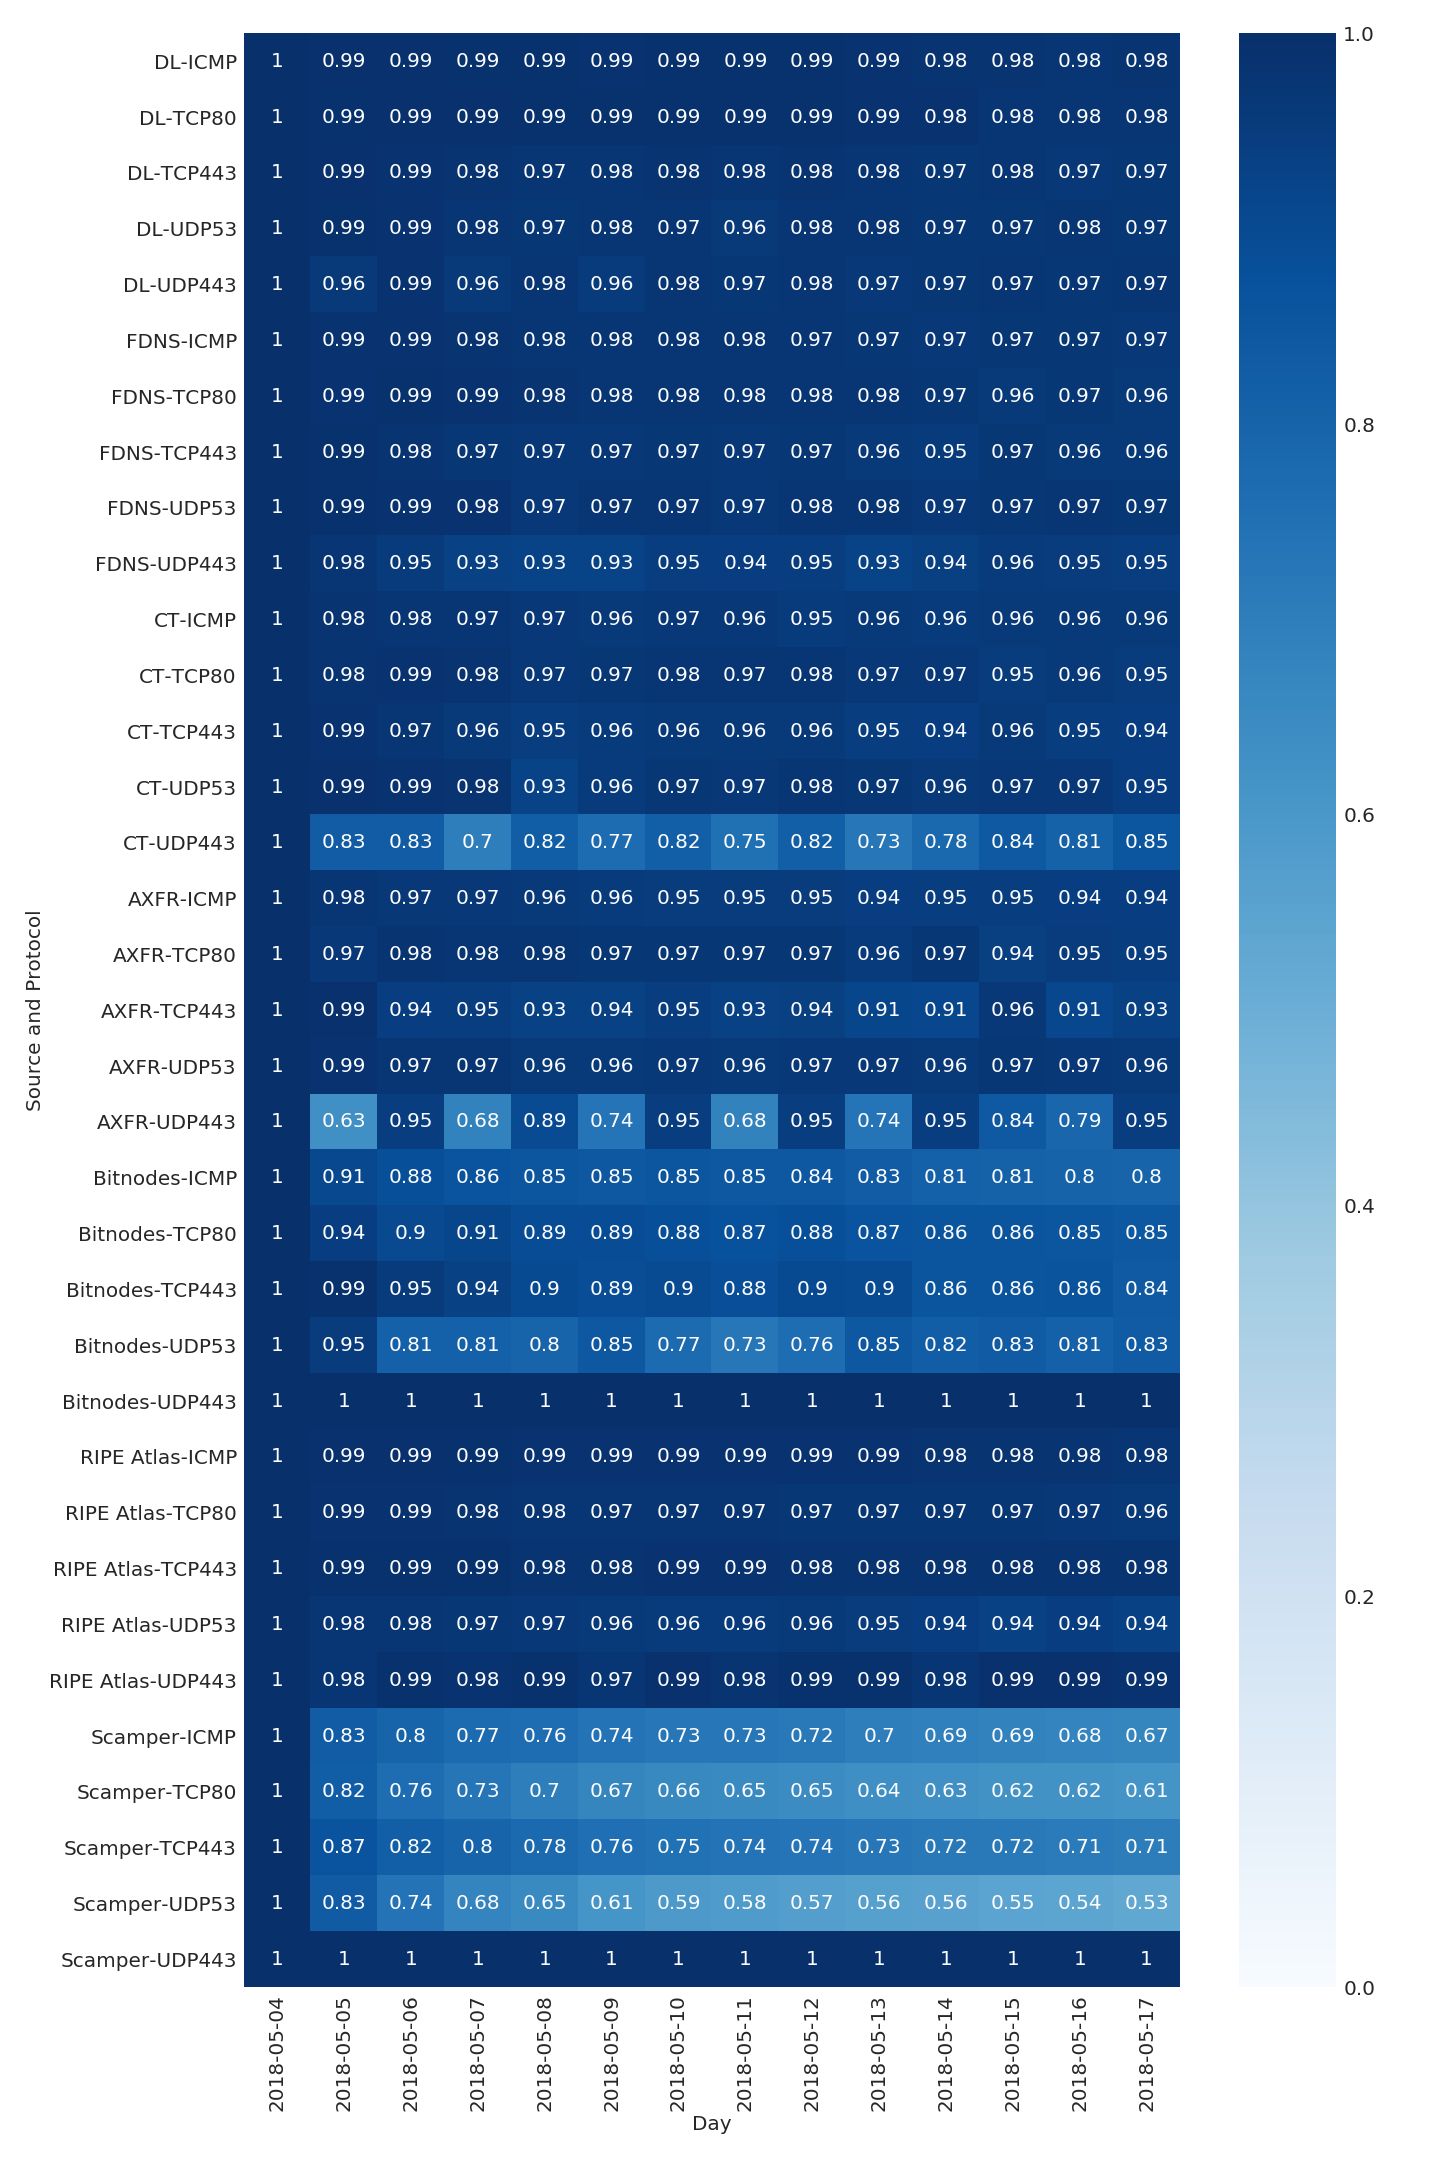 DL-ICMP 1 0.99 0.99 0.99 0.99 0.99 0.99 0.99 0.99 0.99 0.98 0.98 0.98 0.98
DL-TCP80 1 0.99 0.99 0.99 0.99 0.99 0.99 0.99 0.99 0.99 0.98 0.98 0.98 0.98
DL-TCP443 1 0.99 0.99 0.98 0.97 0.98 0.98 0.98 0.98 0.98 0.97 0.98 0.97 0.97
DL-UDP53 1 0.99 0.99 0.98 0.97 0.98 0.97 0.96 0.98 0.98 0.97 0.97 0.98 0.97
DL-UDP443 1 0.96 0.99 0.96 0.98 0.96 0.98 0.97 0.98 0.97 0.97 0.97 0.97 0.97
FDNS-ICMP 1 0.99 0.99 0.98 0.98 0.98 0.98 0.98 0.97 0.97 0.97 0.97 0.97 0.97
FDNS-TCP80 1 0.99 0.99 0.99 0.98 0.98 0.98 0.98 0.98 0.98 0.97 0.96 0.97 0.96
FDNS-TCP443 1 0.99 0.98 0.97 0.97 0.97 0.97 0.97 0.97 0.96 0.95 0.97 0.96 0.96
FDNS-UDP53 1 0.99 0.99 0.98 0.97 0.97 0.97 0.97 0.98 0.98 0.97 0.97 0.97 0.97
FDNS-UDP443 1 0.98 0.95 0.93 0.93 0.93 0.95 0.94 0.95 0.93 0.94 0.96 0.95 0.95
CT-ICMP 1 0.98 0.98 0.97 0.97 0.96 0.97 0.96 0.95 0.96 0.96 0.96 0.96 0.96
CT-TCP80 1 0.98 0.99 0.98 0.97 0.97 0.98 0.97 0.98 0.97 0.97 0.95 0.96 0.95
CT-TCP443 1 0.99 0.97 0.96 0.95 0.96 0.96 0.96 0.96 0.95 0.94 0.96 0.95 0.94
CT-UDP53 1 0.99 0.99 0.98 0.93 0.96 0.97 0.97 0.98 0.97 0.96 0.97 0.97 0.95
CT-UDP443 1 0.83 0.83 0.7 0.82 0.77 0.82 0.75 0.82 0.73 0.78 0.84 0.81 0.85
AXFR-ICMP 1 0.98 0.97 0.97 0.96 0.96 0.95 0.95 0.95 0.94 0.95 0.95 0.94 0.94
AXFR-TCP80 1 0.97 0.98 0.98 0.98 0.97 0.97 0.97 0.97 0.96 0.97 0.94 0.95 0.95
AXFR-TCP443 1 0.99 0.94 0.95 0.93 0.94 0.95 0.93 0.94 0.91 0.91 0.96 0.91 0.93
AXFR-UDP53 1 0.99 0.97 0.97 0.96 0.96 0.97 0.96 0.97 0.97 0.96 0.97 0.97 0.96
AXFR-UDP443 1 0.63 0.95 0.68 0.89 0.74 0.95 0.68 0.95 0.74 0.95 0.84 0.79 0.95
Bitnodes-ICMP 1 0.91 0.88 0.86 0.85 0.85 0.85 0.85 0.84 0.83 0.81 0.81 0.8 0.8
Bitnodes-TCP80 1 0.94 0.9 0.91 0.89 0.89 0.88 0.87 0.88 0.87 0.86 0.86 0.85 0.85
Bitnodes-TCP443 1 0.99 0.95 0.94 0.9 0.89 0.9 0.88 0.9 0.9 0.86 0.86 0.86 0.84
Bitnodes-UDP53 1 0.95 0.81 0.81 0.8 0.85 0.77 0.73 0.76 0.85 0.82 0.83 0.81 0.83
Bitnodes-UDP443 1 1 1 1 1 1 1 1 1 1 1 1 1 1
RIPE Atlas-ICMP 1 0.99 0.99 0.99 0.99 0.99 0.99 0.99 0.99 0.99 0.98 0.98 0.98 0.98
RIPE Atlas-TCP80 1 0.99 0.99 0.98 0.98 0.97 0.97 0.97 0.97 0.97 0.97 0.97 0.97 0.96
RIPE Atlas-TCP443 1 0.99 0.99 0.99 0.98 0.98 0.99 0.99 0.98 0.98 0.98 0.98 0.98 0.98
RIPE Atlas-UDP53 1 0.98 0.98 0.97 0.97 0.96 0.96 0.96 0.96 0.95 0.94 0.94 0.94 0.94
RIPE Atlas-UDP443 1 0.98 0.99 0.98 0.99 0.97 0.99 0.98 0.99 0.99 0.98 0.99 0.99 0.99
Scamper-ICMP 1 0.83 0.8 0.77 0.76 0.74 0.73 0.73 0.72 0.7 0.69 0.69 0.68 0.67
Scamper-TCP80 1 0.82 0.76 0.73 0.7 0.67 0.66 0.65 0.65 0.64 0.63 0.62 0.62 0.61
Scamper-TCP443 1 0.87 0.82 0.8 0.78 0.76 0.75 0.74 0.74 0.73 0.72 0.72 0.71 0.71
Scamper-UDP53 1 0.83 0.74 0.68 0.65 0.61 0.59 0.58 0.57 0.56 0.56 0.55 0.54 0.53
Scamper-UDP443 1 1 1 1 1 1 1 1 1 1 1 1 1 1
2018-05-04 2018-05-05 2018-05-06 2018-05-07 2018-05-08 2018-05-09 2018-05-10 2018-05-11 2018-05-12 2018-05-13 2018-05-14 2018-05-15 2018-05-16 2018-05-17
Day
Source and Protocol
1.0
0.8
0.6
0.4
0.2
0.0